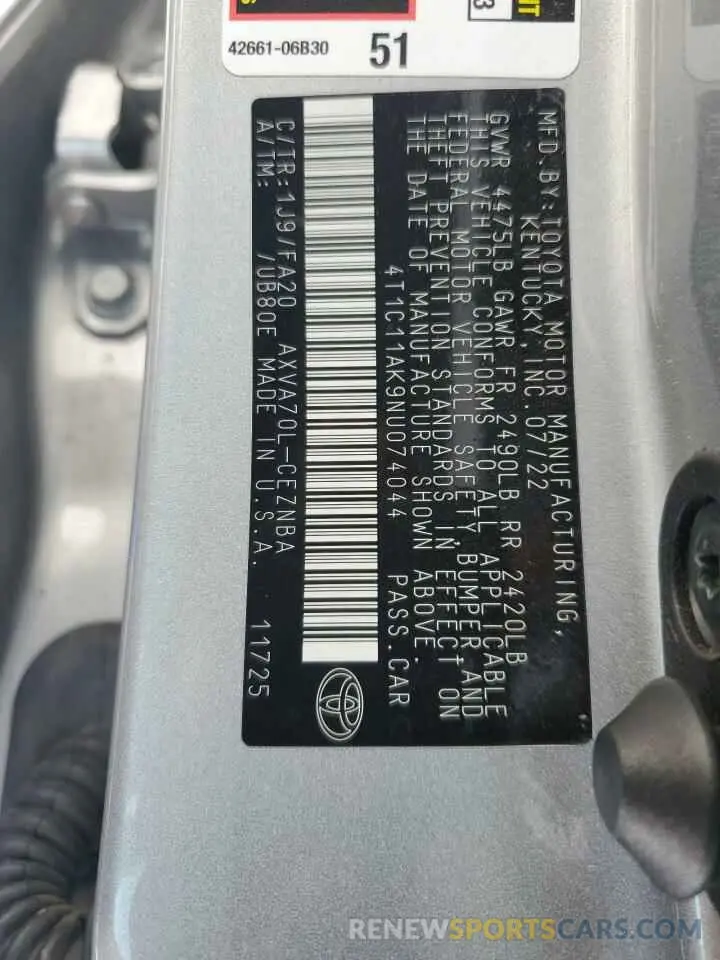 42661-06B30 51
MFD. BY: TOYOTA MOTOR MANUFACTURING,
KENTUCKY, INC. 07/22
GVWR 4475LB GAWR FR 2490LB RR 2420LB
THIS VEHICLE CONFORMS TO ALL APPLICABLE
FEDERAL MOTOR VEHICLE SAFETY, BUMPER, AND
THEFT PREVENTION STANDARDS IN EFFECT ON
THE DATE OF MANUFACTURE SHOWN ABOVE.
4T1C11AK9NU074044 PASS.CAR
C/TR: 1J9/FA20 AXVA70L-CEZNBA
A/TM: /UB80E MADE IN U.S.A. 11725
RENEWSPORTSCARS.COM